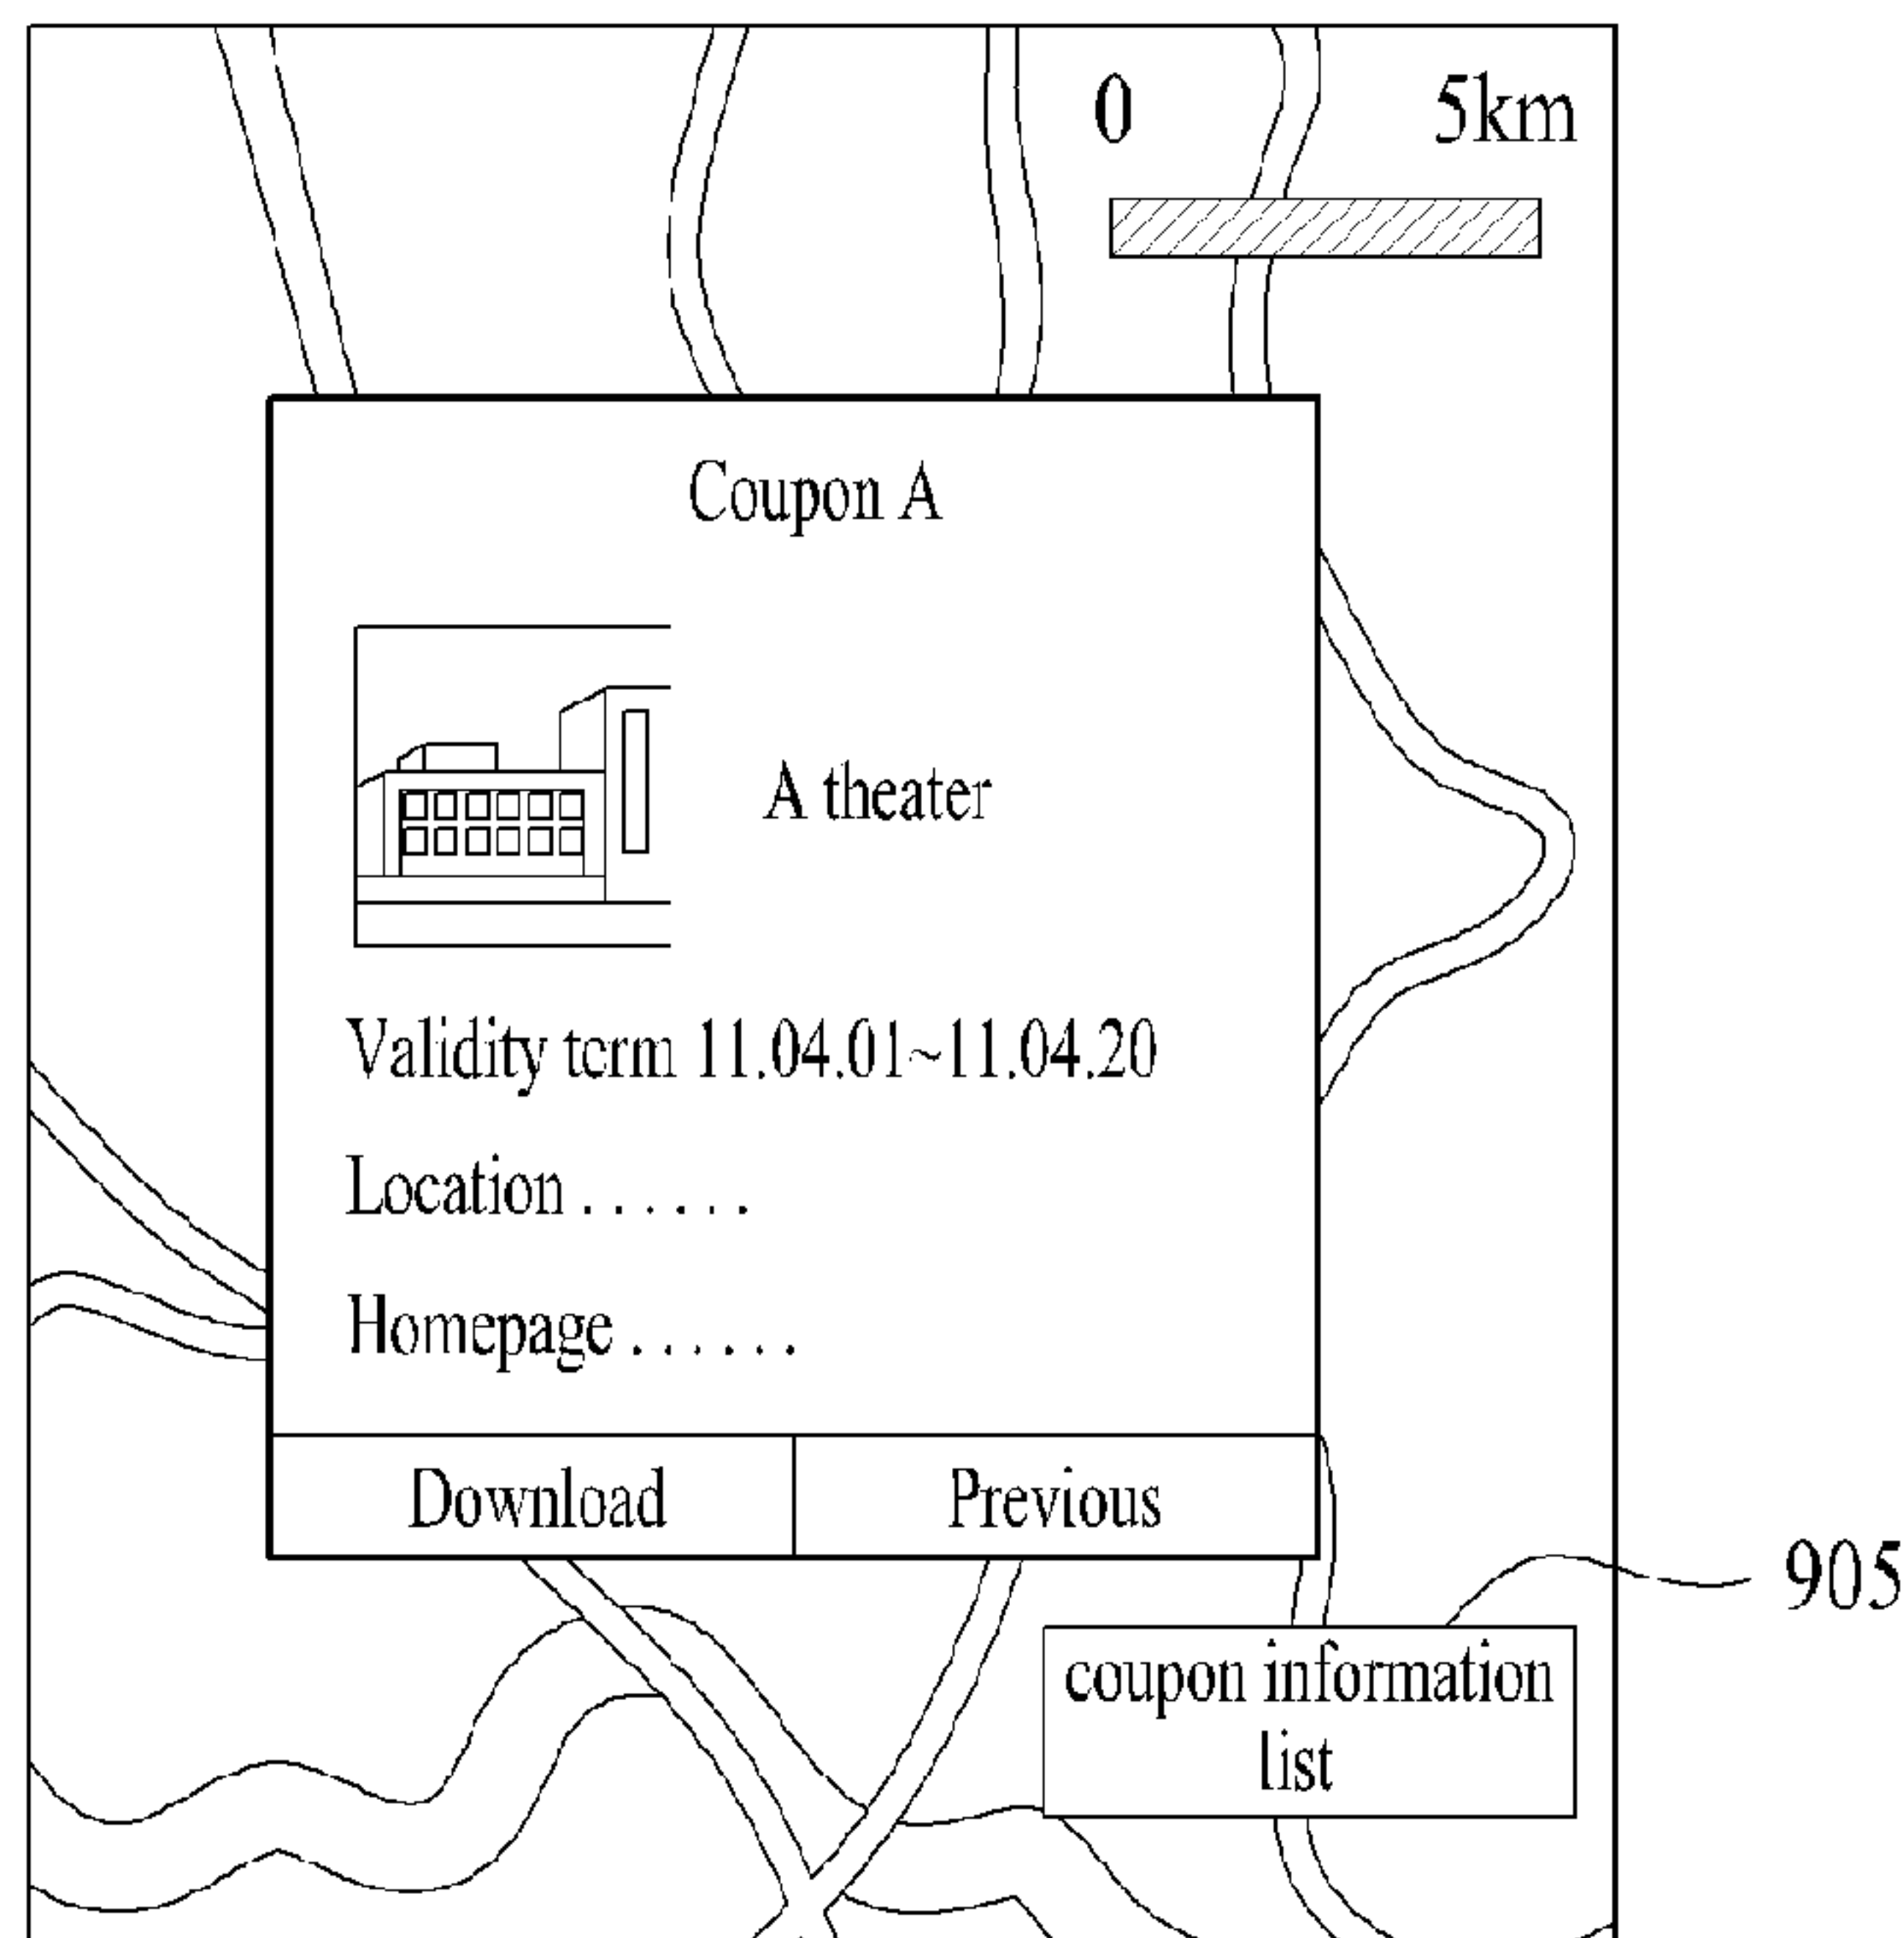 0 5km
Coupon A
A theater
Validity term 11.04.01~11.04.20
Location . . . . . .
Homepage . . . . . .
Download Previous
905
coupon information
list